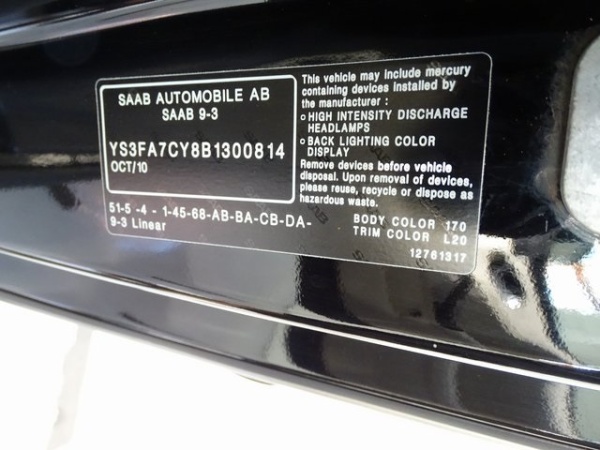 SAAB AUTOMOBILE AB
SAAB 9-3
YS3FA7CY8B1300814
OCT/10
This vehicle may include mercury
containing devices installed by
the manufacturer :
○ HIGH INTENSITY DISCHARGE
HEADLAMPS
○ BACK LIGHTING COLOR
DISPLAY
Remove devices before vehicle
disposal. Upon removal of devices,
please reuse, recycle or dispose as
hazardous waste.
51-5 -4 - 1-45-68-AB-BA-CB-DA-
9-3 Linear
BODY COLOR 170
TRIM COLOR L20
12761317